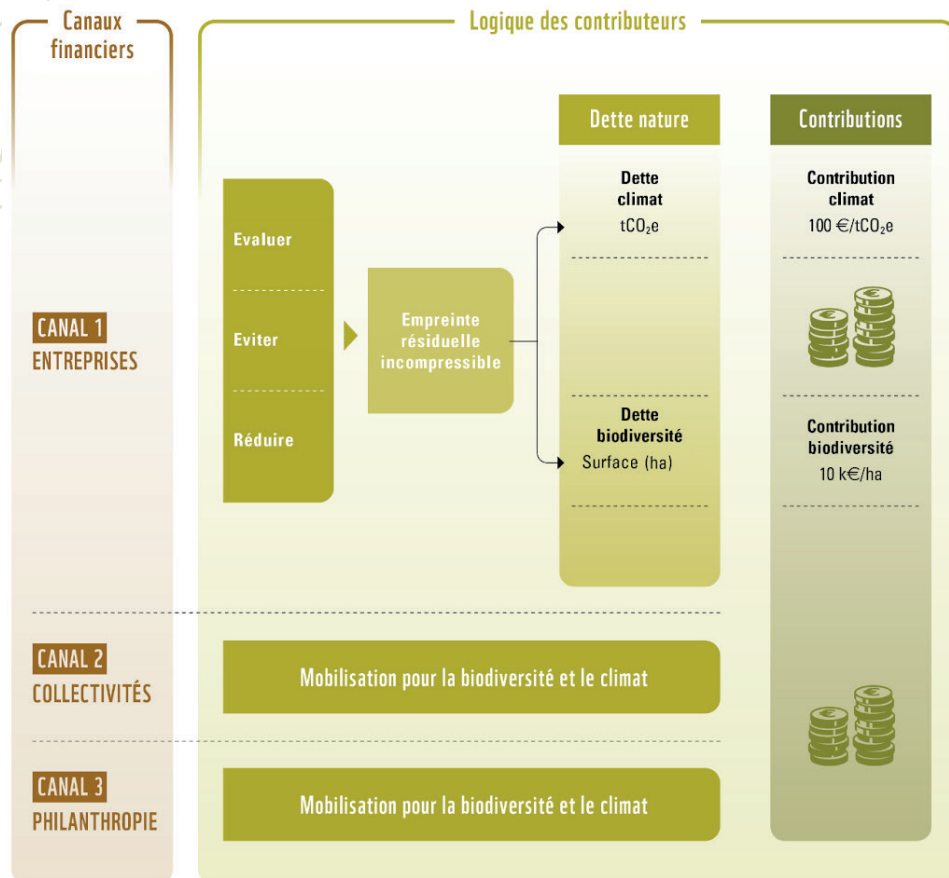 Canaux
financiers
Logique des contributeurs
Dette nature
Contributions
Dette
climat
tCO₂e
Contribution
climat
100 €/tCO₂e
Evaluer
Eviter
Réduire
Empreinte
résiduelle
incompressible
€
€
CANAL 1
ENTREPRISES
Dette
biodiversité
Surface (ha)
Contribution
biodiversité
10 k€/ha
CANAL 2
COLLECTIVITÉS
Mobilisation pour la biodiversité et le climat
€
€
CANAL 3
PHILANTHROPIE
Mobilisation pour la biodiversité et le climat